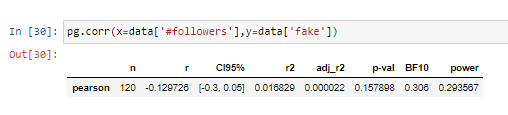 In [30]: pg.corr(x=data['#followers'],y=data['fake'])
Out[30]:
n r CI95% r2 adj_r2 p-val BF10 power
pearson 120 -0.129726 [-0.3, 0.05] 0.016829 0.000022 0.157898 0.306 0.293567